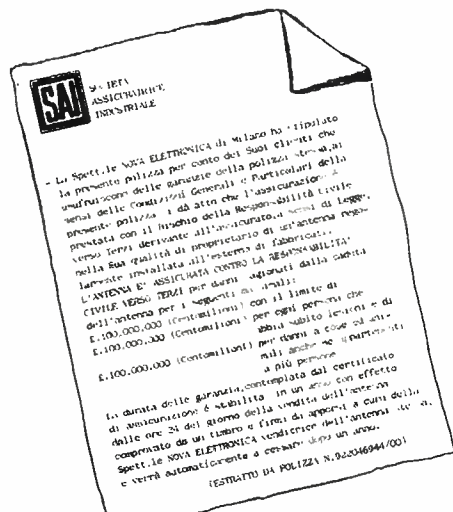 SAI
SOCIETA
ASSICURATRICE
INDUSTRIALE
- La Spett.le NOVA ELETTRONICA di Milano ha stipulato
la presente polizza per conto dei Suoi clienti che
usufruiscono delle garanzie della polizza stessa, ai
sensi delle Condizioni Generali e Particolari della
presente polizza si dà atto che l'assicurazione è
prestata con il Rischio della Responsabilità Civile
verso Terzi derivante all'assicurato, a sensi di Legge,
nella Sua qualità di proprietario di un'antenna rego-
larmente installata all'esterno di fabbricati.
L'ANTENNA E' ASSICURATA CONTRO LA RESPONSABILITA'
CIVILE VERSO TERZI per danni cagionati dalla caduta
dell'antenna per i seguenti massimali:
£.100.000.000 (Centomilioni) con il limite di
£.100.000.000 (Centomilioni) per ogni persona che
abbia subito lesioni e di
£.100.000.000 (Centomilioni) per danni a cose ed ani-
mali, anche se appartenenti
a più persone
La durata delle garanzia, contemplata dal certificato
di assicurazione è stabilita in un anno con effetto
dalle ore 24 del giorno della vendita dell'antenna
comprovato da un timbro e firma da apporsi a cura della
Spett.le NOVA ELETTRONICA venditrice dell'antenna stessa,
e verrà automaticamente a cessare dopo un anno.
(ESTRATTO DA POLIZZA N.922046944/00)